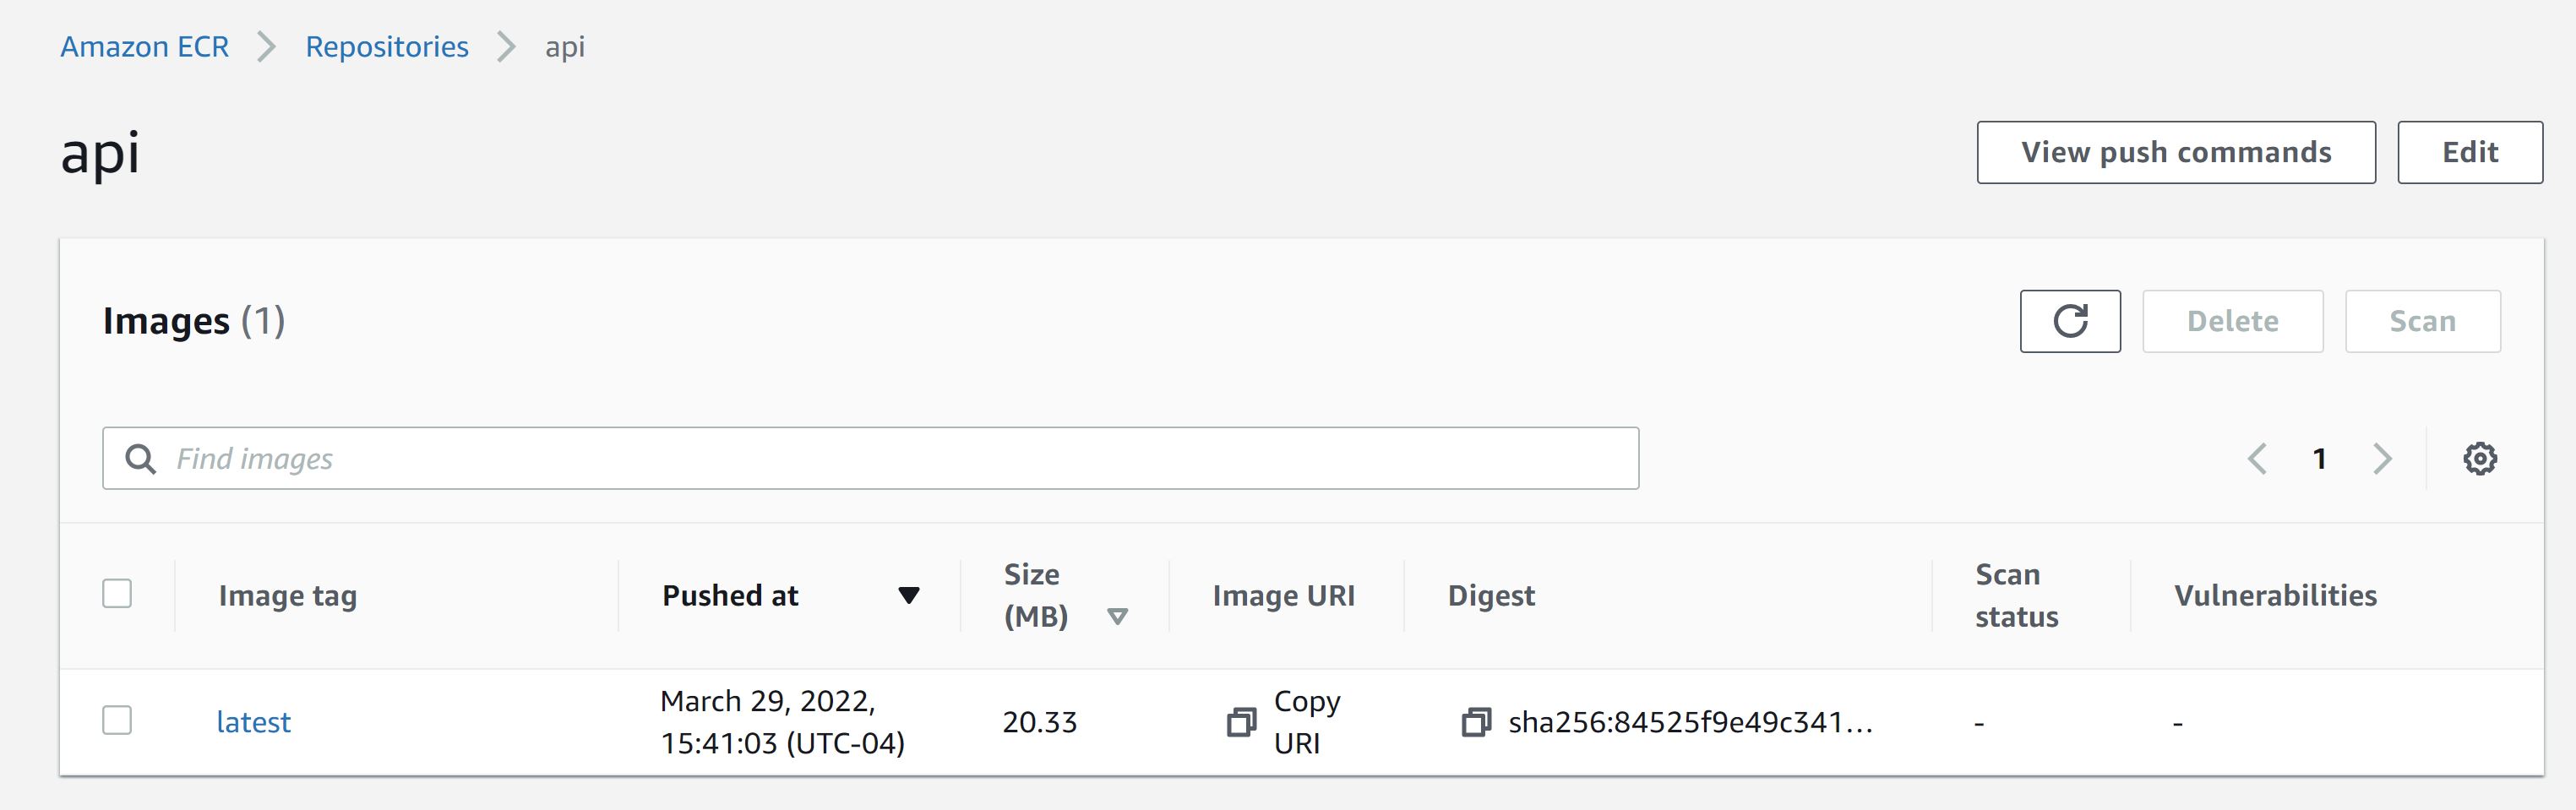 Amazon ECR > Repositories > api
api
View push commands
Edit
Images (1)
Delete
Scan
Find images
1
Image tag
Pushed at
Size
(MB)
Image URI
Digest
Scan
status
Vulnerabilities
latest
March 29, 2022,
15:41:03 (UTC-04)
20.33
Copy
URI
sha256:84525f9e49c341...
-
-